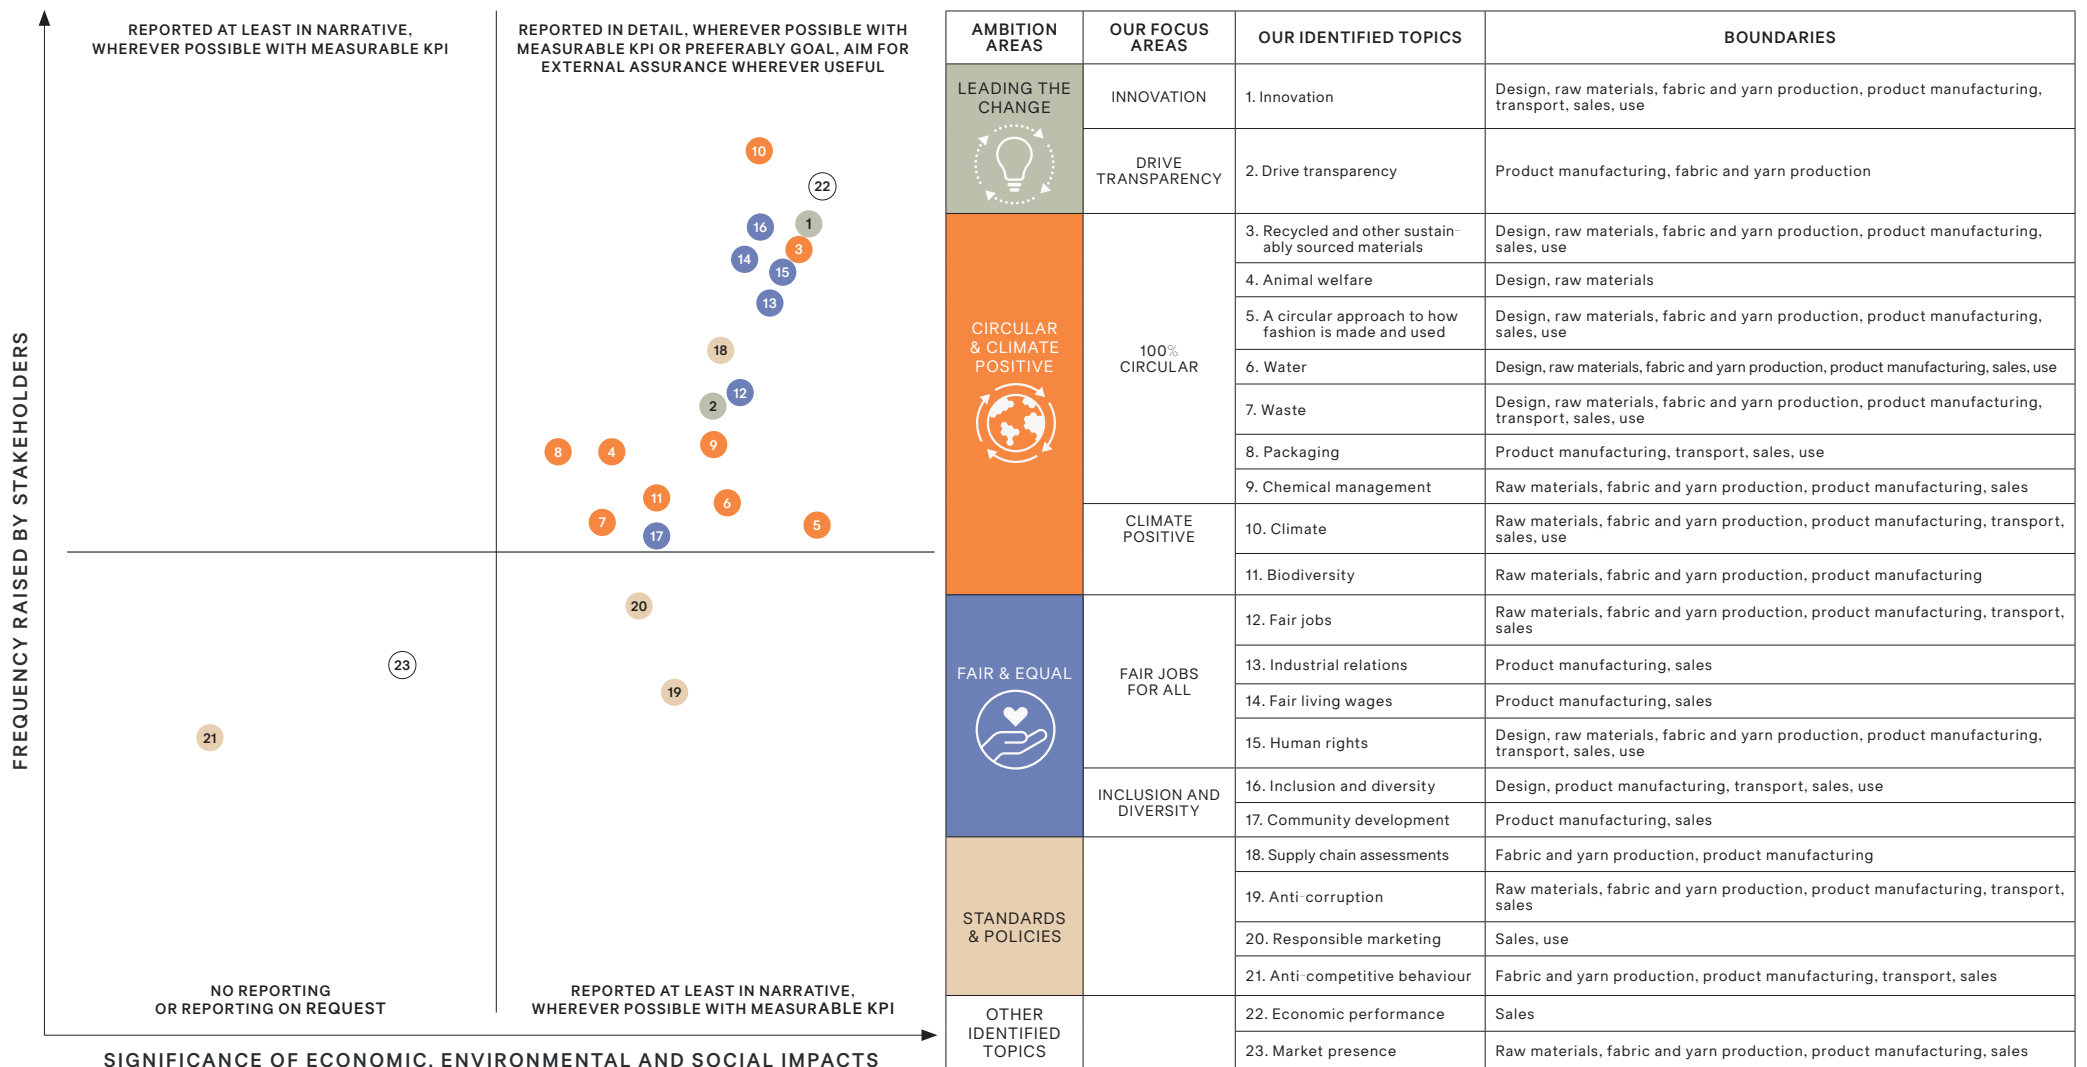 REPORTED AT LEAST IN NARRATIVE,
WHEREVER POSSIBLE WITH MEASURABLE KPI
REPORTED IN DETAIL, WHEREVER POSSIBLE WITH
MEASURABLE KPI OR PREFERABLY GOAL, AIM FOR
EXTERNAL ASSURANCE WHEREVER USEFUL
10
22
16
1
3
14
15
13
18
12
2
9
8
4
11
6
7
5
17
20
23
19
21
NO REPORTING
OR REPORTING ON REQUEST
REPORTED AT LEAST IN NARRATIVE,
WHEREVER POSSIBLE WITH MEASURABLE KPI
FREQUENCY RAISED BY STAKEHOLDERS
SIGNIFICANCE OF ECONOMIC, ENVIRONMENTAL AND SOCIAL IMPACTS
AMBITION
AREAS
OUR FOCUS
AREAS
OUR IDENTIFIED TOPICS
BOUNDARIES
LEADING THE
CHANGE
INNOVATION
1. Innovation
Design, raw materials, fabric and yarn production, product manufacturing,
transport, sales, use
DRIVE
TRANSPARENCY
2. Drive transparency
Product manufacturing, fabric and yarn production
CIRCULAR
& CLIMATE
POSITIVE
100%
CIRCULAR
3. Recycled and other sustain-
ably sourced materials
Design, raw materials, fabric and yarn production, product manufacturing,
sales, use
4. Animal welfare
Design, raw materials
5. A circular approach to how
fashion is made and used
Design, raw materials, fabric and yarn production, product manufacturing,
sales, use
6. Water
Design, raw materials, fabric and yarn production, product manufacturing, sales, use
7. Waste
Design, raw materials, fabric and yarn production, product manufacturing,
transport, sales, use
8. Packaging
Product manufacturing, transport, sales, use
9. Chemical management
Raw materials, fabric and yarn production, product manufacturing, sales
CLIMATE
POSITIVE
10. Climate
Raw materials, fabric and yarn production, product manufacturing, transport,
sales, use
11. Biodiversity
Raw materials, fabric and yarn production, product manufacturing
FAIR & EQUAL
FAIR JOBS
FOR ALL
12. Fair jobs
Raw materials, fabric and yarn production, product manufacturing, transport,
sales
13. Industrial relations
Product manufacturing, sales
14. Fair living wages
Product manufacturing, sales
15. Human rights
Design, raw materials, fabric and yarn production, product manufacturing,
transport, sales, use
INCLUSION AND
DIVERSITY
16. Inclusion and diversity
Design, product manufacturing, transport, sales, use
17. Community development
Product manufacturing, sales
STANDARDS
& POLICIES
18. Supply chain assessments
Fabric and yarn production, product manufacturing
19. Anti-corruption
Raw materials, fabric and yarn production, product manufacturing, transport,
sales
20. Responsible marketing
Sales, use
21. Anti-competitive behaviour
Fabric and yarn production, product manufacturing, transport, sales
OTHER
IDENTIFIED
TOPICS
22. Economic performance
Sales
23. Market presence
Raw materials, fabric and yarn production, product manufacturing, sales